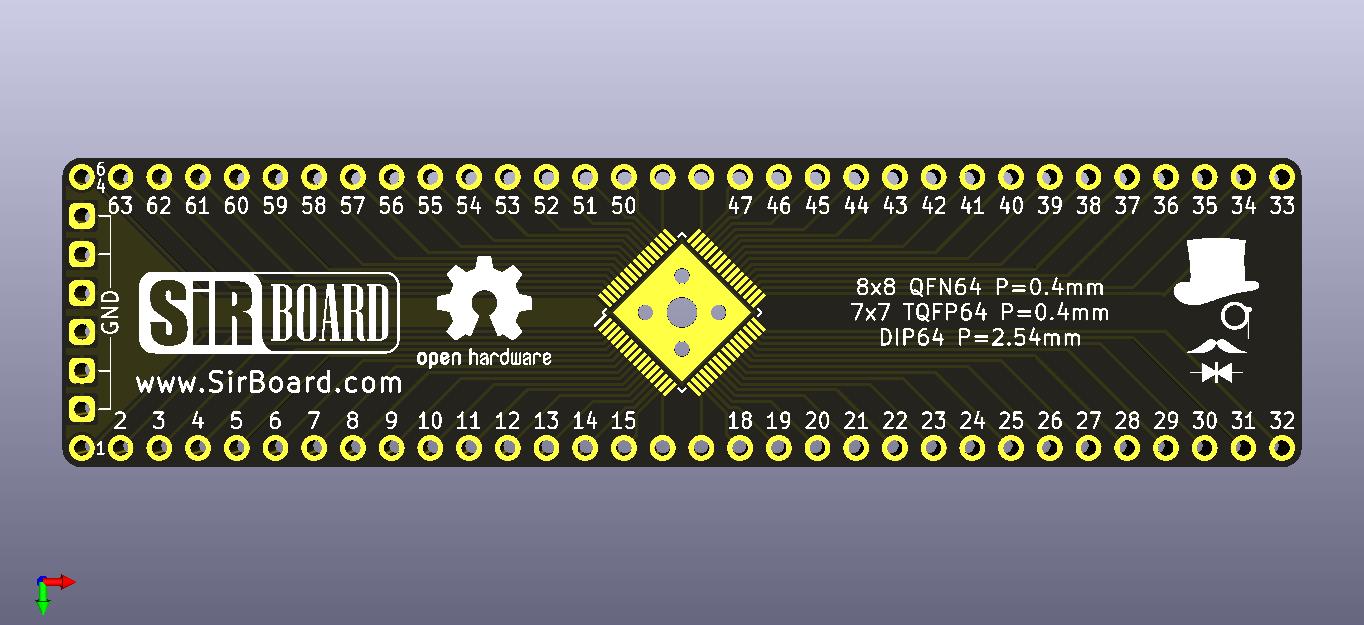 64
63 62 61 60 59 58 57 56 55 54 53 52 51 50 47 46 45 44 43 42 41 40 39 38 37 36 35 34 33
GND
SiR BOARD
www.SirBoard.com
open hardware
8x8 QFN64 P=0.4mm
7x7 TQFP64 P=0.4mm
DIP64 P=2.54mm
1 2 3 4 5 6 7 8 9 10 11 12 13 14 15 18 19 20 21 22 23 24 25 26 27 28 29 30 31 32